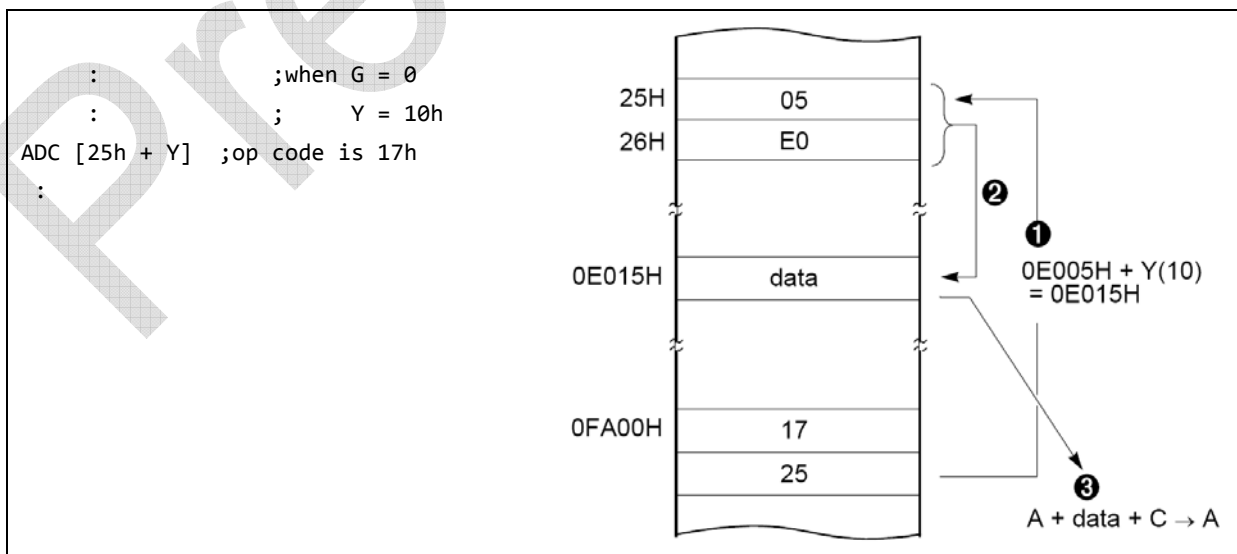 : ;when G = 0
: ; Y = 10h
ADC [25h + Y] ;op code is 17h
:
25H 05
26H E0
❷
❶
0E015H data
0E005H + Y(10)
= 0E015H
0FA00H 17
25
❸
A + data + C → A
Pre